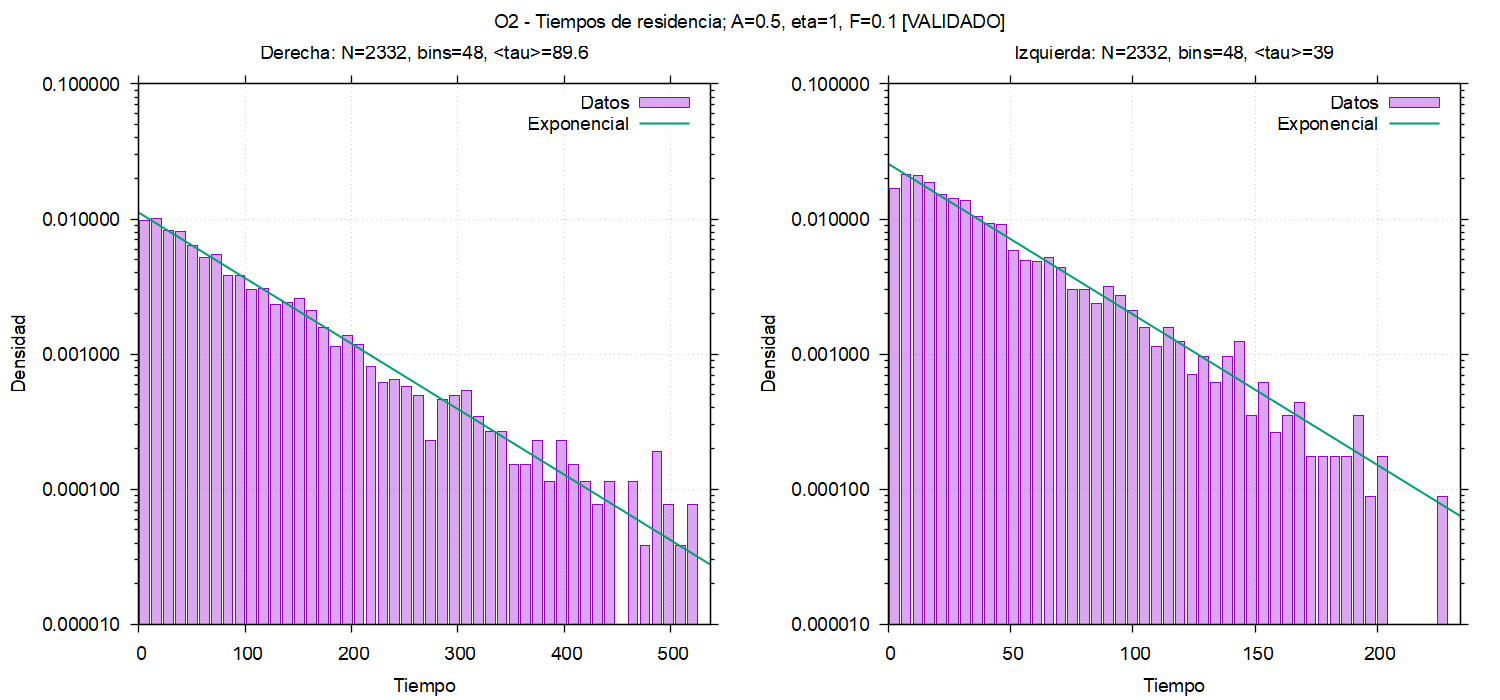 O2 - Tiempos de residencia; A=0.5, eta=1, F=0.1 [VALIDADO]
Derecha: N=2332, bins=48, <tau>=89.6
Datos
Exponencial
0.100000
0.010000
0.001000
0.000100
0.000010
Densidad
0 100 200 300 400 500
Tiempo
Izquierda: N=2332, bins=48, <tau>=39
Datos
Exponencial
0.100000
0.010000
0.001000
0.000100
0.000010
Densidad
0 50 100 150 200
Tiempo